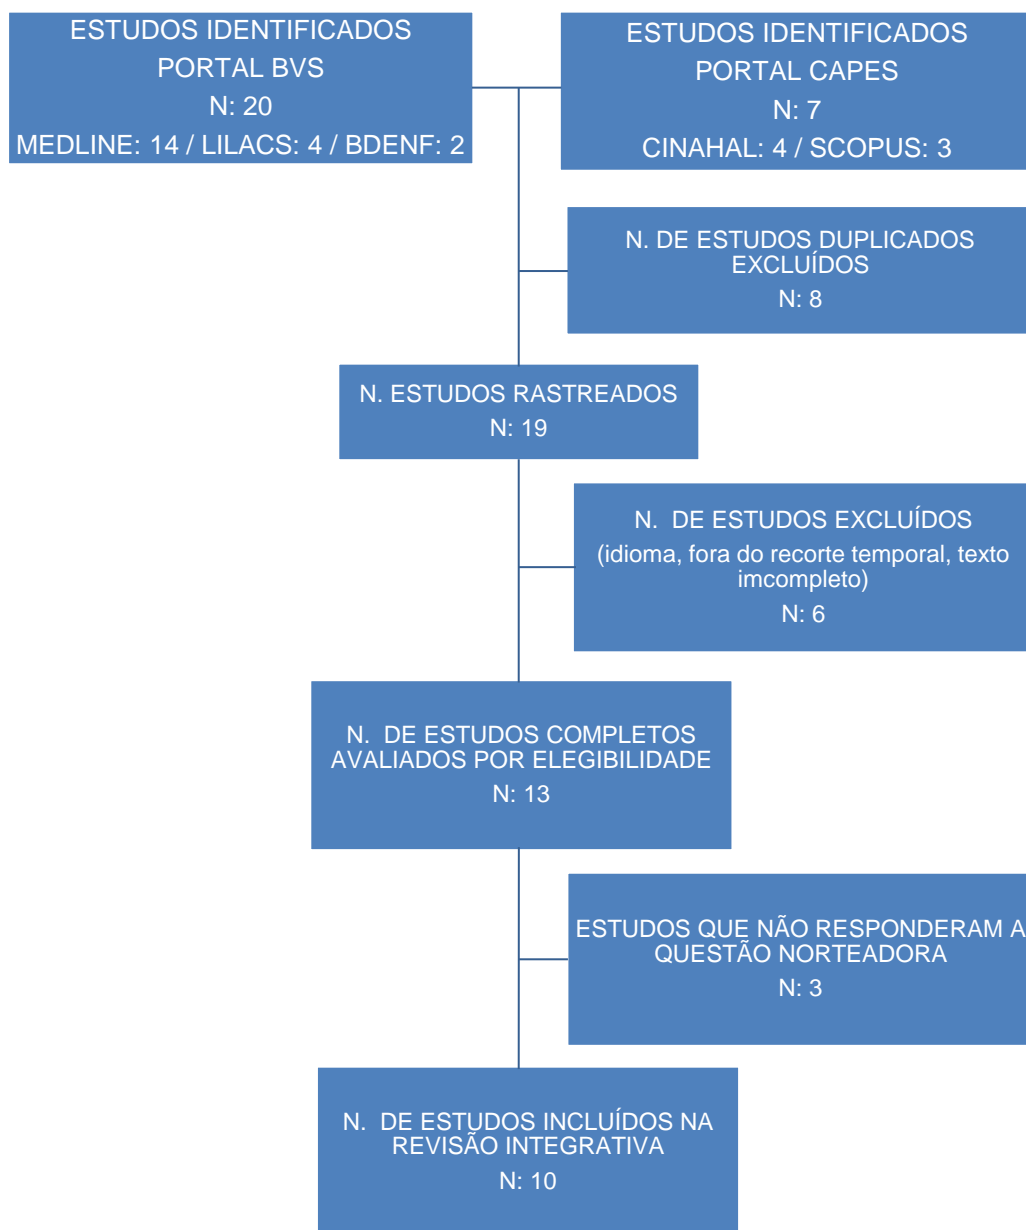 ESTUDOS IDENTIFICADOS
PORTAL BVS
N: 20
MEDLINE: 14 / LILACS: 4 / BDENF: 2
ESTUDOS IDENTIFICADOS
PORTAL CAPES
N: 7
CINAHAL: 4 / SCOPUS: 3
N. DE ESTUDOS DUPLICADOS
EXCLUÍDOS
N: 8
N. ESTUDOS RASTREADOS
N: 19
N. DE ESTUDOS EXCLUÍDOS
(idioma, fora do recorte temporal, texto
imcompleto)
N: 6
N. DE ESTUDOS COMPLETOS
AVALIADOS POR ELEGIBILIDADE
N: 13
ESTUDOS QUE NÃO RESPONDERAM A
QUESTÃO NORTEADORA
N: 3
N. DE ESTUDOS INCLUÍDOS NA
REVISÃO INTEGRATIVA
N: 10